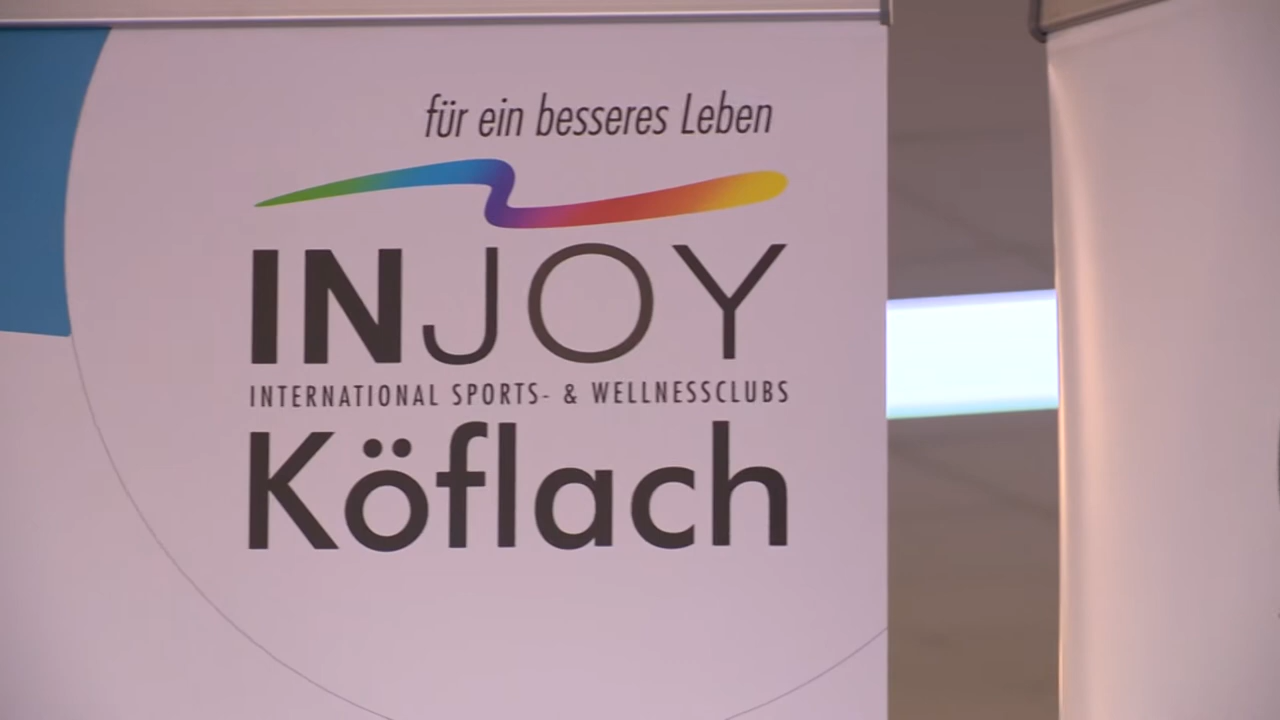 für ein besseres Leben
INJOY
INTERNATIONAL SPORTS- & WELLNESSCLUBS
Köflach